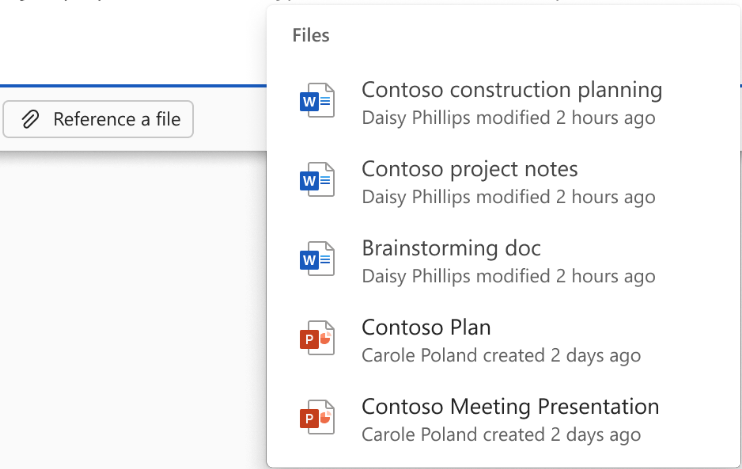 Files
Contoso construction planning
Daisy Phillips modified 2 hours ago
Reference a file
Contoso project notes
Daisy Phillips modified 2 hours ago
Brainstorming doc
Daisy Phillips modified 2 hours ago
Contoso Plan
Carole Poland created 2 days ago
Contoso Meeting Presentation
Carole Poland created 2 days ago